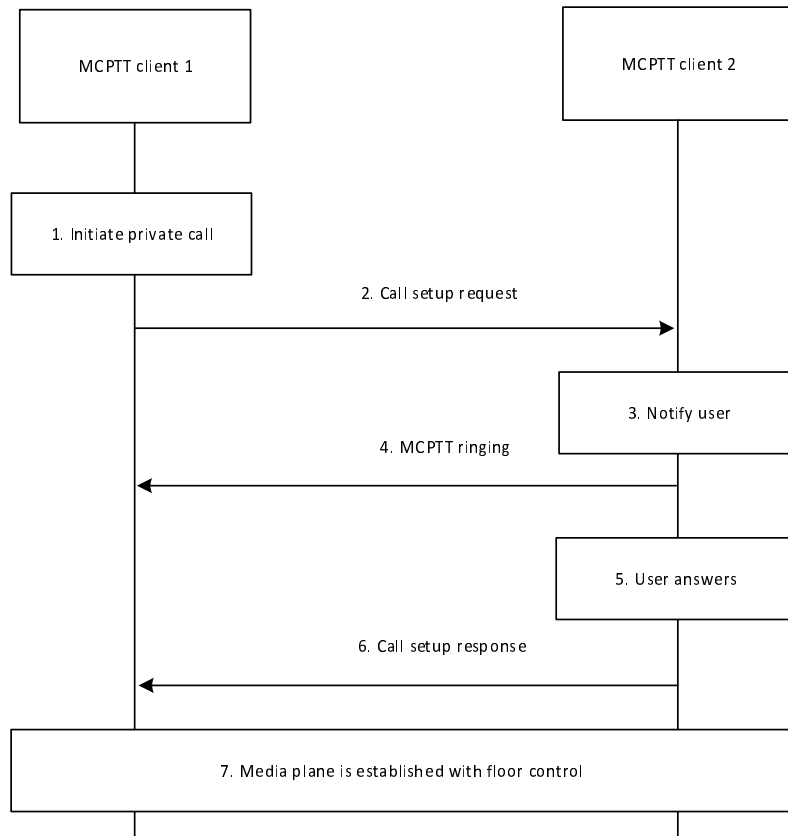 MCPTT client 1
MCPTT client 2
1. Initiate private call
2. Call setup request
3. Notify user
4. MCPTT ringing
5. User answers
6. Call setup response
7. Media plane is established with floor control